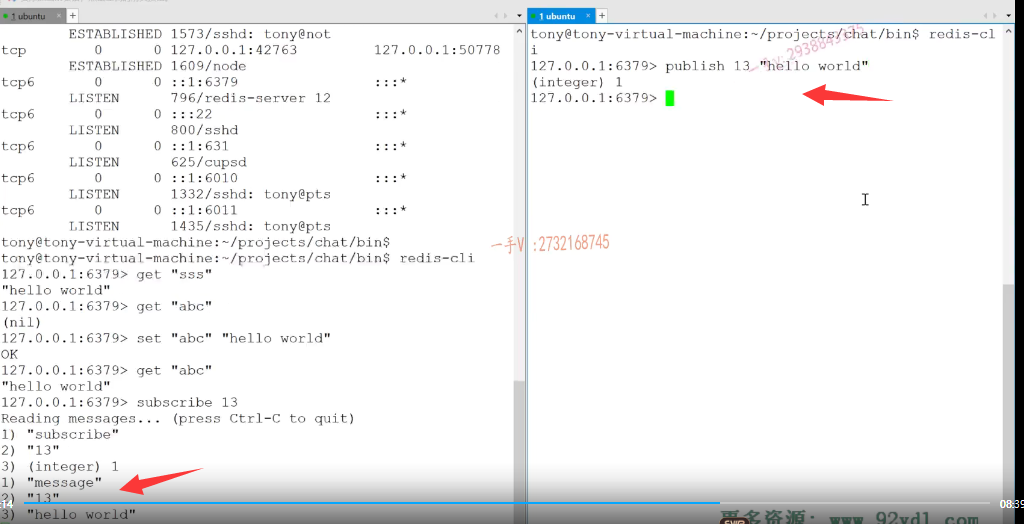 1 ubuntu
ESTABLISHED 1573/sshd: tony@not
tcp 0 0 127.0.0.1:42763 127.0.0.1:50778
ESTABLISHED 1609/node
tcp6 0 0 ::1:6379 :::*
LISTEN 796/redis-server 12
tcp6 0 0 :::22 :::*
LISTEN 800/sshd
tcp6 0 0 ::1:631 :::*
LISTEN 625/cupsd
tcp6 0 0 ::1:6010 :::*
LISTEN 1332/sshd: tony@pts
tcp6 0 0 ::1:6011 :::*
LISTEN 1435/sshd: tony@pts
tony@tony-virtual-machine:~/projects/chat/bin$
tony@tony-virtual-machine:~/projects/chat/bin$ redis-cli
127.0.0.1:6379> get "sss"
"hello world"
127.0.0.1:6379> get "abc"
(nil)
127.0.0.1:6379> set "abc" "hello world"
OK
127.0.0.1:6379> get "abc"
"hello world"
127.0.0.1:6379> subscribe 13
Reading messages... (press Ctrl-C to quit)
1) "subscribe"
2) "13"
3) (integer) 1
1) "message"
2) "13"
3) "hello world"
1 ubuntu
tony@tony-virtual-machine:~/projects/chat/bin$ redis-cl
i
127.0.0.1:6379> publish 13 "hello world"
(integer) 1
127.0.0.1:6379>
一手V :2732168745
:14
08:39
更多资源: www.92yd1.com